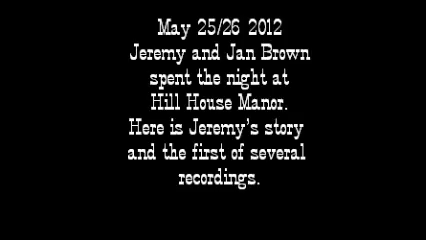 May 25/26 2012
Jeremy and Jan Brown
spent the night at
Hill House Manor.
Here is Jeremy's story
and the first of several
recordings.